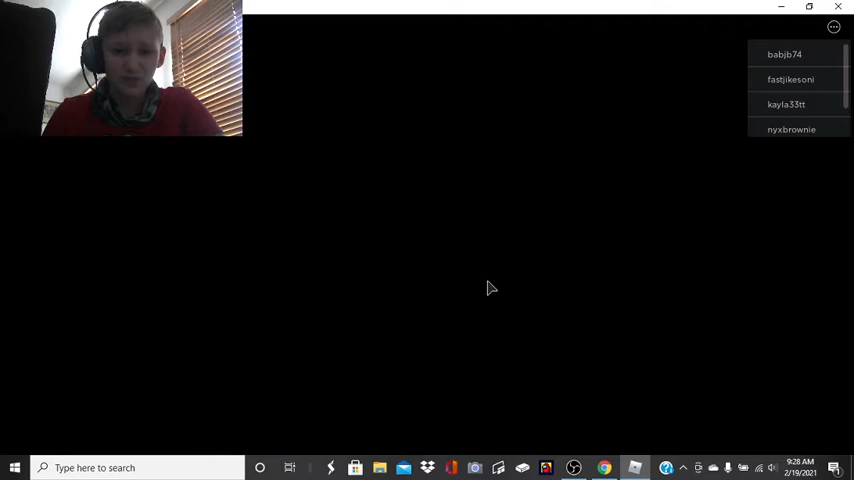 babjb74
fastjikesoni
kayla33tt
nyxbrownie
Type here to search
9:28 AM
2/19/2021